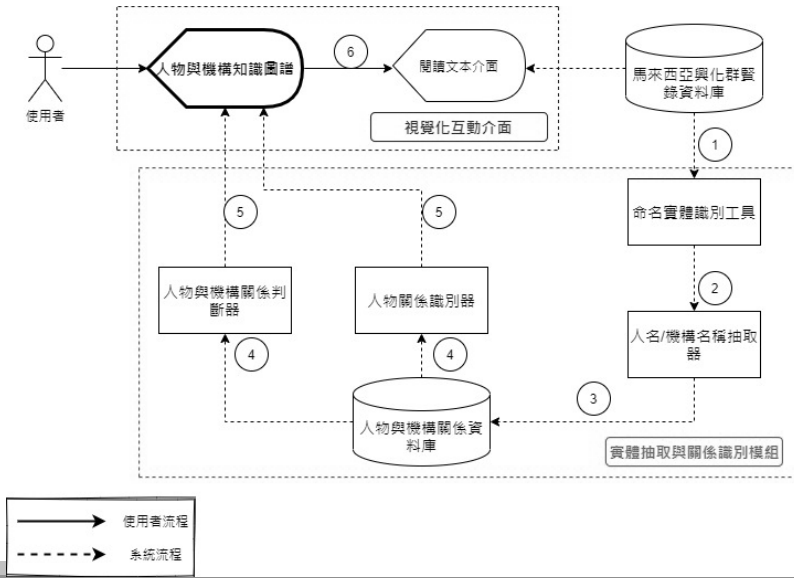 使用者
人物與機構知識圖譜
6
閱讀文本介面
視覺化互動介面
馬來西亞興化群賢
錄資料庫
1
命名實體識別工具
2
人名/機構名稱抽取
器
3
人物與機構關係資
料庫
4
4
人物與機構關係判
斷器
人物關係識別器
5
5
實體抽取與關係識別模組
使用者流程
系統流程